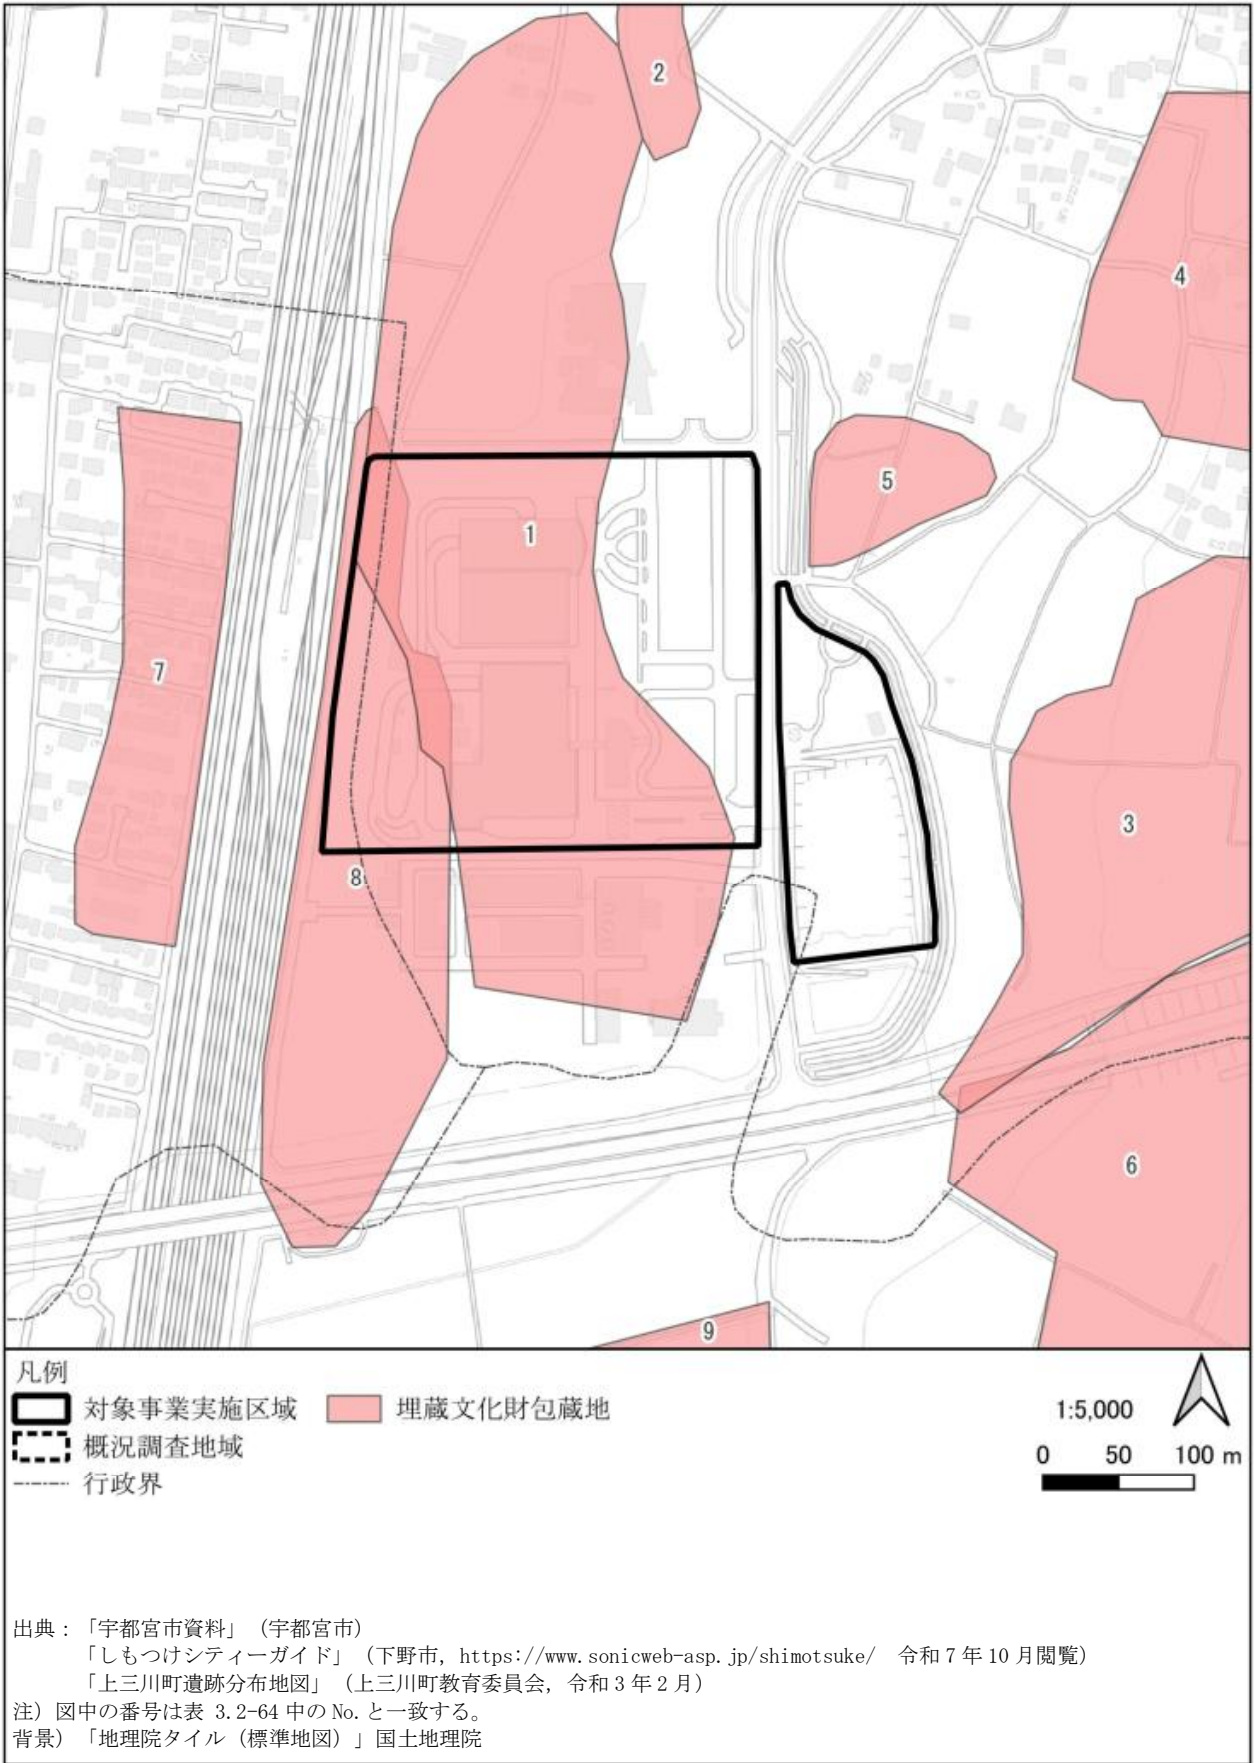 2
4
5
1
7
3
8
6
9
凡例
対象事業実施区域 埋蔵文化財包蔵地
概況調査地域
行政界
1:5,000
0 50 100 m
出典：「宇都宮市資料」（宇都宮市）
「しもつけシティーガイド」（下野市，https://www.sonicweb-asp.jp/shimotsuke/ 令和7年10月閲覧）
「上三川町遺跡分布地図」（上三川町教育委員会，令和3年2月）
注）図中の番号は表 3.2-64 中の No.と一致する。
背景）「地理院タイル（標準地図）」国土地理院